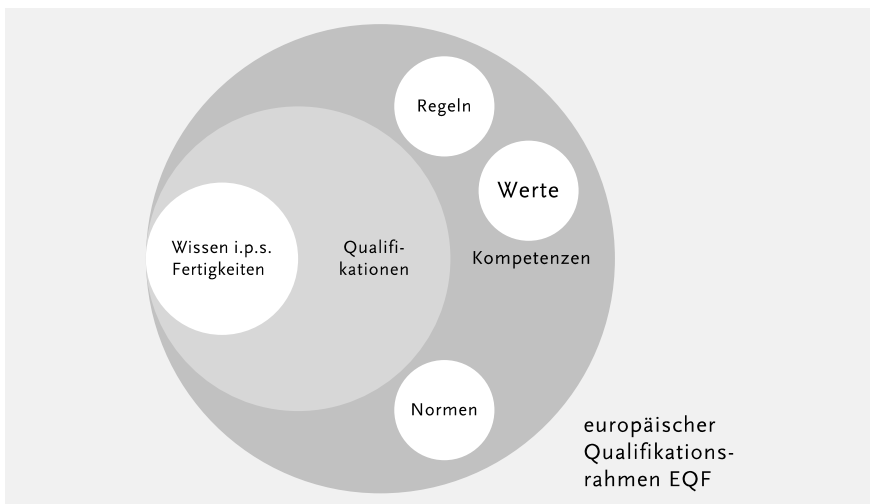 Regeln
Werte
Wissen i.p.s.
Fertigkeiten
Qualifi-
kationen
Kompetenzen
Normen
europäischer
Qualifikations-
rahmen EQF